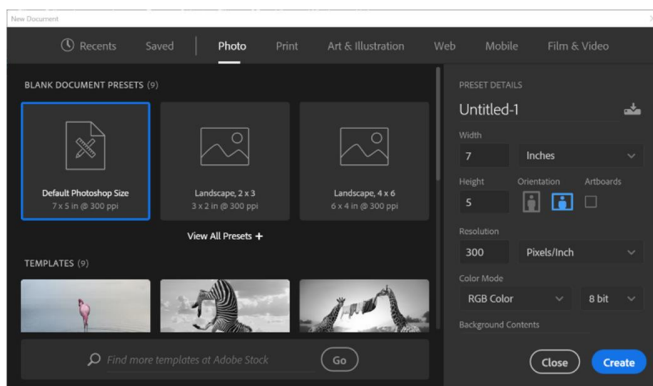 New Document
Recents Saved Photo Print Art & Illustration Web Mobile Film & Video
BLANK DOCUMENT PRESETS (9)
Default Photoshop Size
7 x 5 in @ 300 ppi
Landscape, 2 x 3
3 x 2 in @ 300 ppi
Landscape, 4 x 6
6 x 4 in @ 300 ppi
View All Presets +
TEMPLATES (9)
Find more templates at Adobe Stock
Go
PRESET DETAILS
Untitled-1
Width
7 Inches
Height Orientation Artboards
5
Resolution
300 Pixels/Inch
Color Mode
RGB Color 8 bit
Background Contents
Close Create